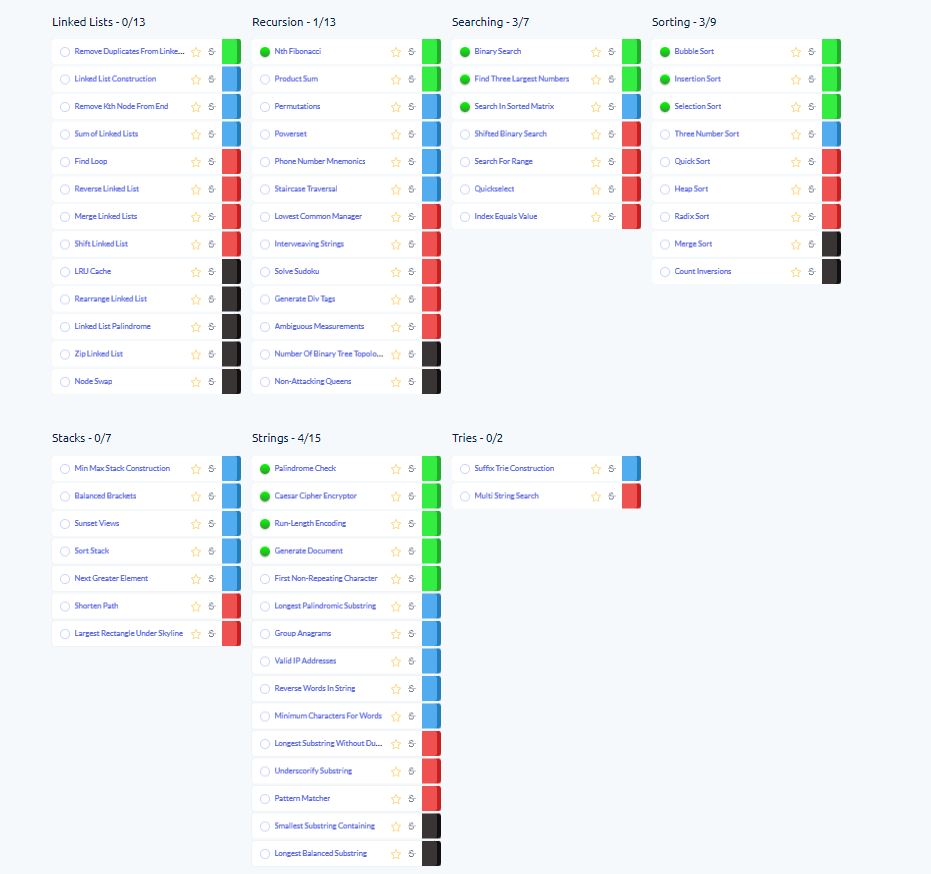 Linked Lists - 0/13
Remove Duplicates From Linke...
Linked List Construction
Remove Kth Node From End
Sum of Linked Lists
Find Loop
Reverse Linked List
Merge Linked Lists
Shift Linked List
LRU Cache
Rearrange Linked List
Linked List Palindrome
Zip Linked List
Node Swap
Recursion - 1/13
Nth Fibonacci
Product Sum
Permutations
Powerset
Phone Number Mnemonics
Staircase Traversal
Lowest Common Manager
Interweaving Strings
Solve Sudoku
Generate Div Tags
Ambiguous Measurements
Number Of Binary Tree Topolo...
Non-Attacking Queens
Searching - 3/7
Binary Search
Find Three Largest Numbers
Search In Sorted Matrix
Shifted Binary Search
Search For Range
Quickselect
Index Equals Value
Sorting - 3/9
Bubble Sort
Insertion Sort
Selection Sort
Three Number Sort
Quick Sort
Heap Sort
Radix Sort
Merge Sort
Count Inversions
Stacks - 0/7
Min Max Stack Construction
Balanced Brackets
Sunset Views
Sort Stack
Next Greater Element
Shorten Path
Largest Rectangle Under Skyline
Strings - 4/15
Palindrome Check
Caesar Cipher Encryptor
Run-Length Encoding
Generate Document
First Non-Repeating Character
Longest Palindromic Substring
Group Anagrams
Valid IP Addresses
Reverse Words In String
Minimum Characters For Words
Longest Substring Without Du...
Underscorify Substring
Pattern Matcher
Smallest Substring Containing
Longest Balanced Substring
Tries - 0/2
Suffix Trie Construction
Multi String Search